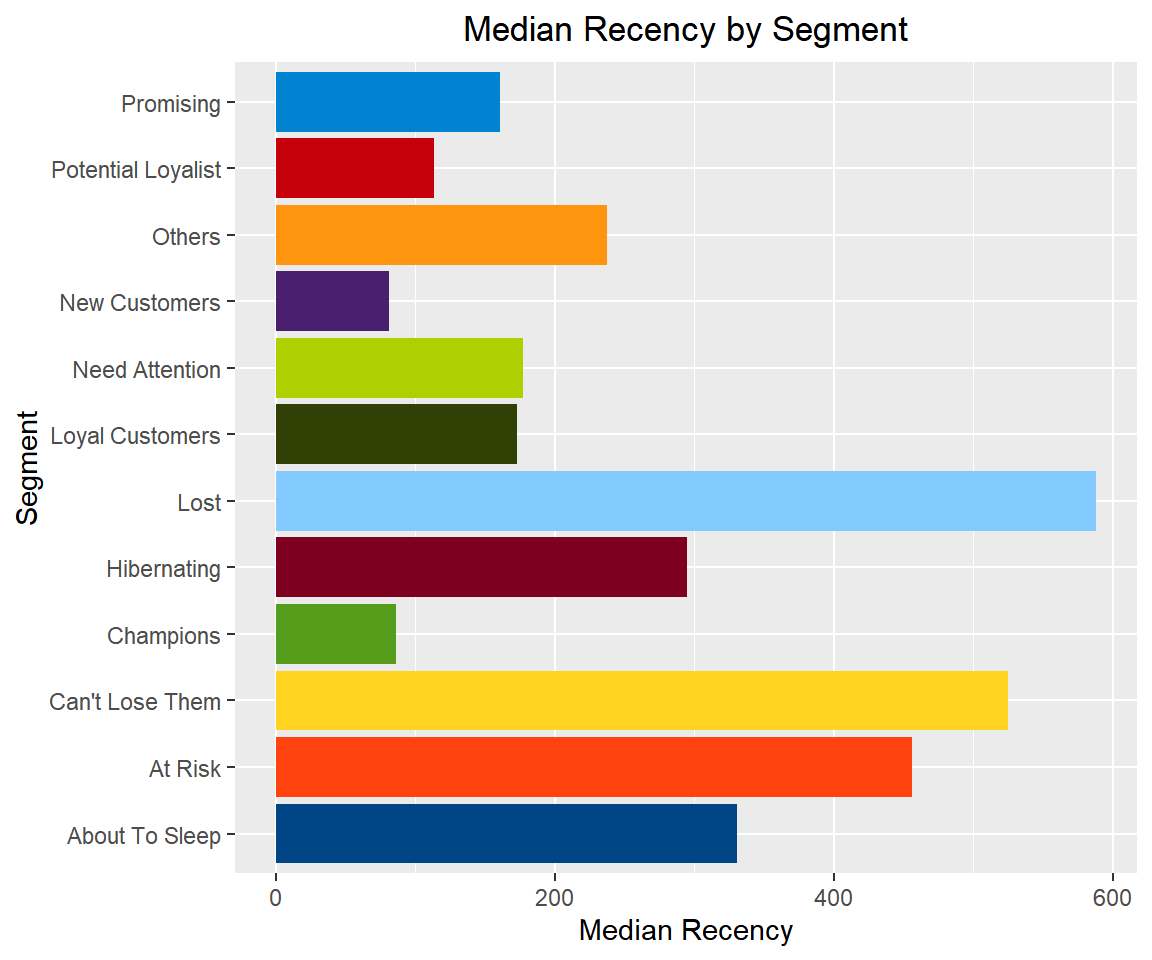 Median Recency by Segment
Promising
Potential Loyalist
Others
New Customers
Need Attention
Loyal Customers
Lost
Hibernating
Champions
Can't Lose Them
At Risk
About To Sleep
Segment
0 200 400 600
Median Recency